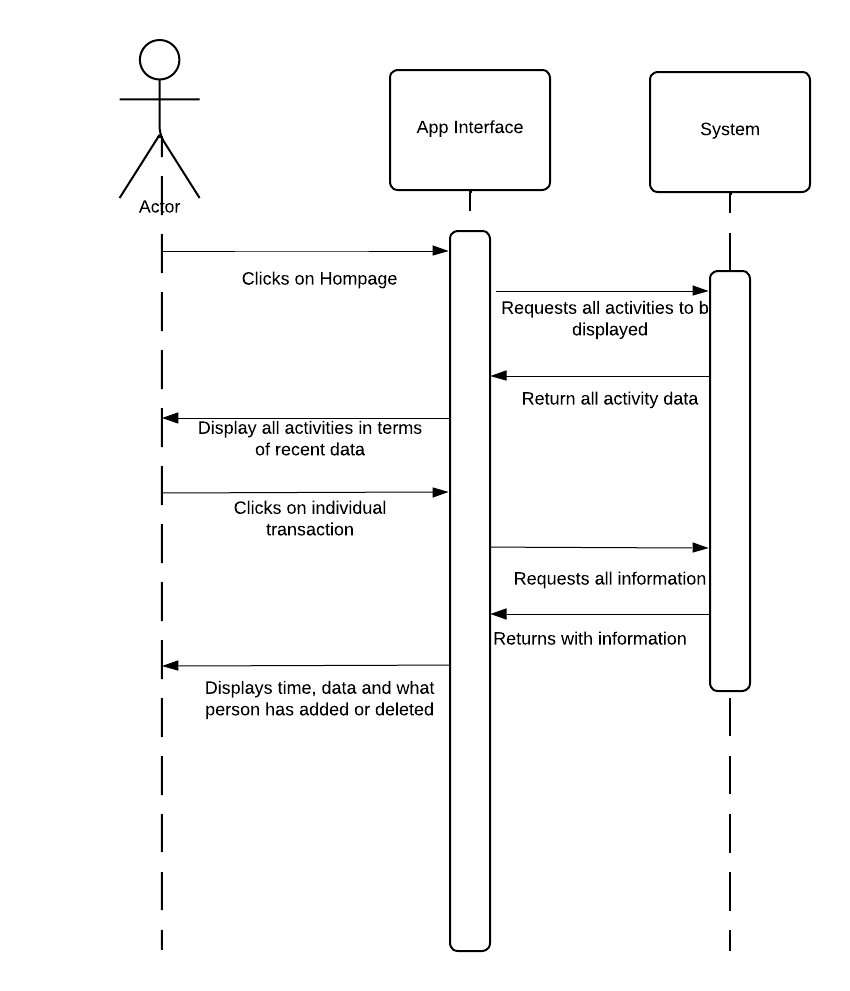 App Interface
System
Actor
Clicks on Hompage
Requests all activities to b
displayed
Return all activity data
Display all activities in terms
of recent data
Clicks on individual
transaction
Requests all information
Returns with information
Displays time, data and what
person has added or deleted